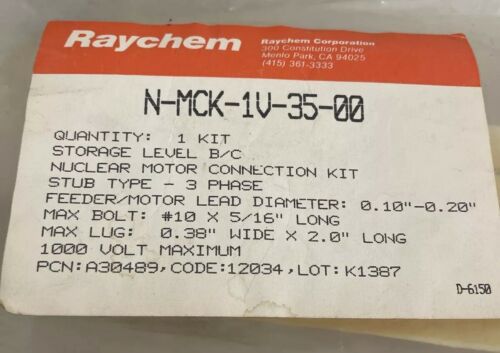 Raychem
Raychem Corporation
300 Constitution Drive
Menlo Park, CA 94025
(415) 361-3333
N-MCK-1V-35-00
QUANTITY: 1 KIT
STORAGE LEVEL B/C
NUCLEAR MOTOR CONNECTION KIT
STUB TYPE - 3 PHASE
FEEDER/MOTOR LEAD DIAMETER: 0.10"-0.20"
MAX BOLT: #10 X 5/16" LONG
MAX LUG: 0.38" WIDE X 2.0" LONG
1000 VOLT MAXIMUM
PCN:A30489,CODE:12034,LOT:K1387
D-6150